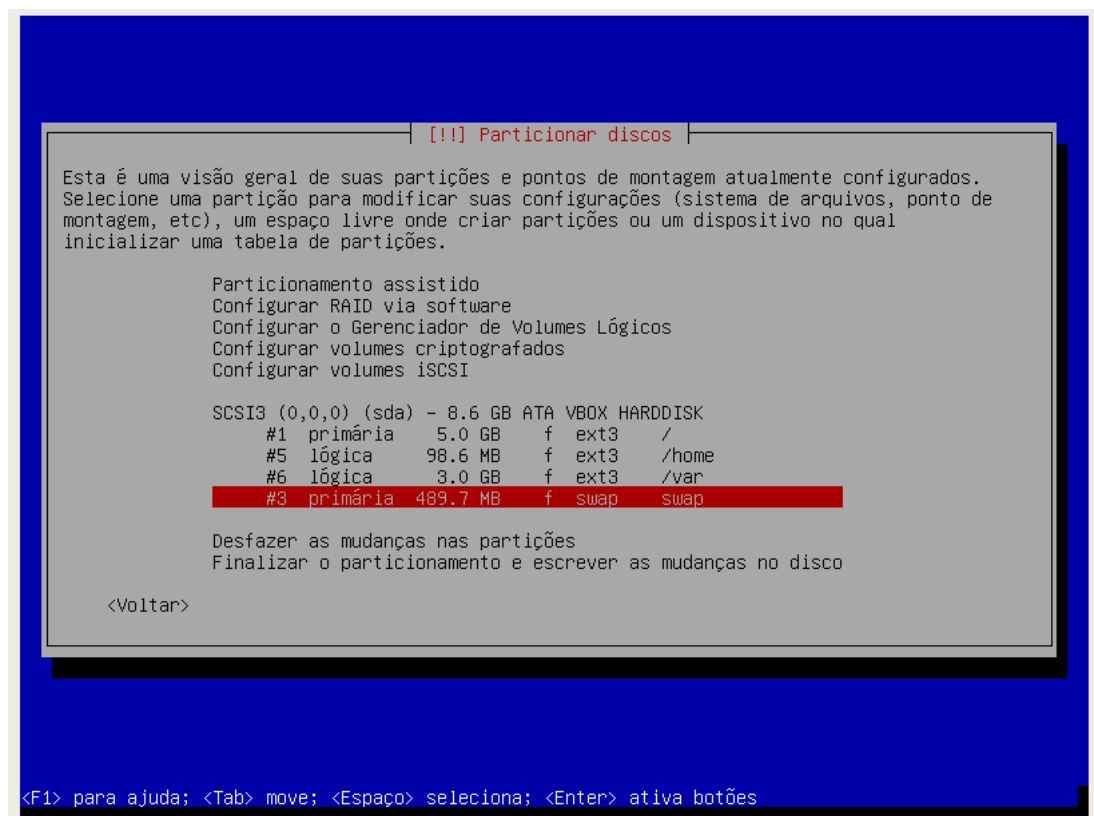 [!!] Particionar discos
Esta é uma visão geral de suas partições e pontos de montagem atualmente configurados.
Selecione uma partição para modificar suas configurações (sistema de arquivos, ponto de
montagem, etc), um espaço livre onde criar partições ou um dispositivo no qual
inicializar uma tabela de partições.
Particionamento assistido
Configurar RAID via software
Configurar o Gerenciador de Volumes Lógicos
Configurar volumes criptografados
Configurar volumes iSCSI
SCSI3 (0,0,0) (sda) - 8.6 GB ATA VBOX HARDDISK
#1 primária 5.0 GB f ext3 /
#5 lógica 98.6 MB f ext3 /home
#6 lógica 3.0 GB f ext3 /var
#3 primária 489.7 MB f swap swap
Desfazer as mudanças nas partições
Finalizar o particionamento e escrever as mudanças no disco
<Voltar>
<F1> para ajuda; <Tab> move; <Espaço> seleciona; <Enter> ativa botões